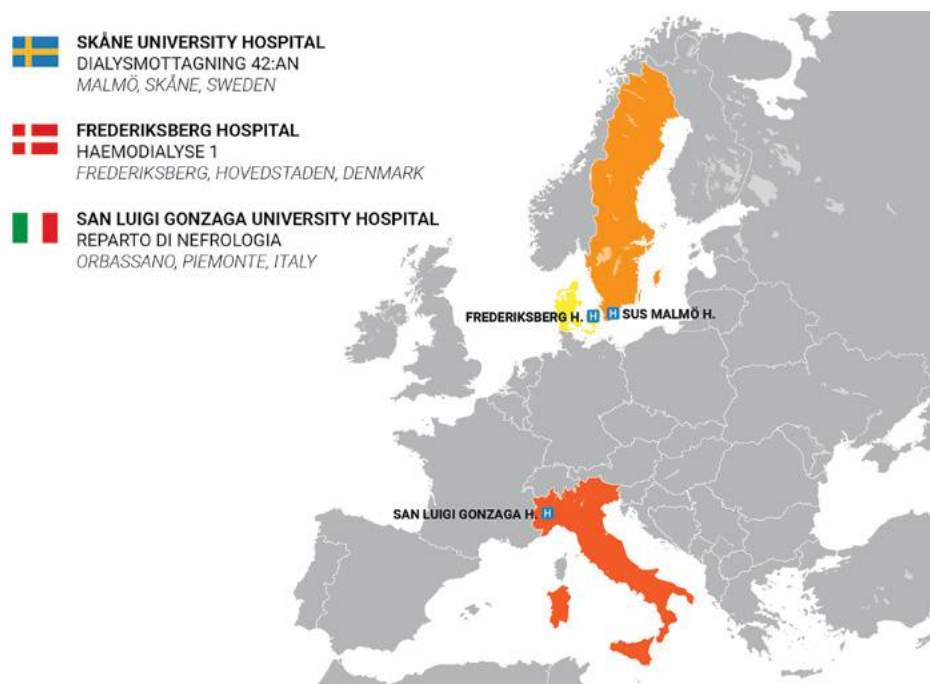 SKÅNE UNIVERSITY HOSPITAL
DIALYSMOTTAGNING 42:AN
MALMÖ, SKÅNE, SWEDEN
FREDERIKSBERG HOSPITAL
HAEMODIALYSE 1
FREDERIKSBERG, HOVEDSTADEN, DENMARK
SAN LUIGI GONZAGA UNIVERSITY HOSPITAL
REPARTO DI NEFROLOGIA
ORBASSANO, PIEMONTE, ITALY
FREDERIKSBERG H. H H SUS MALMÖ H.
SAN LUIGI GONZAGA H. H